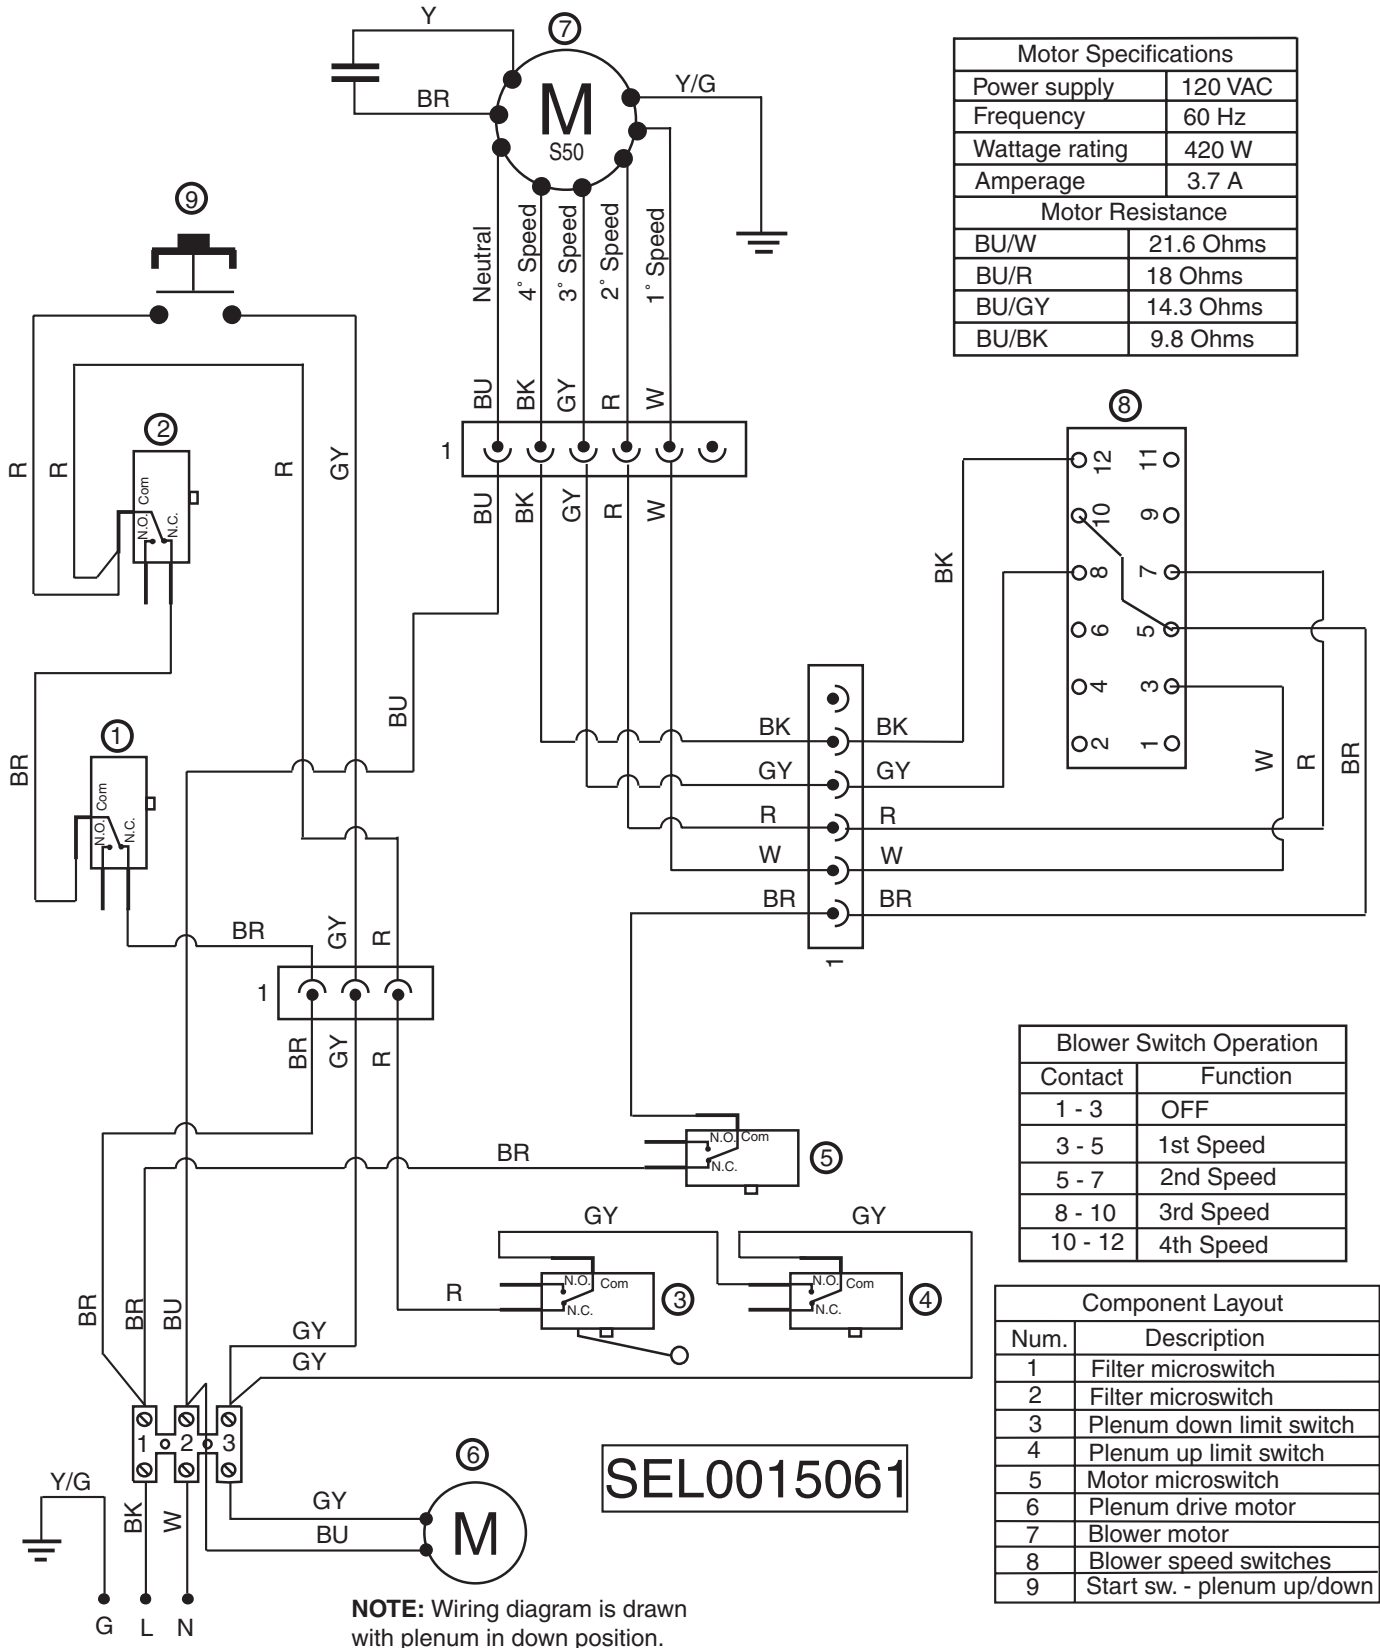 Y
BR
7
M
S50
Y/G
Neutral
4° Speed
3° Speed
2° Speed
1° Speed
BU
BK
GY
R
W
1
BU
BK
GY
R
W
Motor Specifications
Power supply 120 VAC
Frequency 60 Hz
Wattage rating 420 W
Amperage 3.7 A
Motor Resistance
BU/W 21.6 Ohms
BU/R 18 Ohms
BU/GY 14.3 Ohms
BU/BK 9.8 Ohms
9
R
R
R
GY
2
Com
N.O.
N.C.
BR
1
Com
N.O.
N.C.
BU
BR
GY
R
1
BR
GY
R
8
12 11
10 9
8 7
6 5
4 3
2 1
BK
W
R
BR
BK BK
GY GY
R R
W W
BR BR
1
BR
N.O. Com
N.C.
5
GY
GY
R
N.O. Com
N.C.
3
N.O. Com
N.C.
4
BR
BR
BU
GY
GY
1 2 3
Y/G
BK
W
G L N
GY
BU
6
M
SEL0015061
NOTE: Wiring diagram is drawn
with plenum in down position.
Blower Switch Operation
Contact Function
1 - 3 OFF
3 - 5 1st Speed
5 - 7 2nd Speed
8 - 10 3rd Speed
10 - 12 4th Speed
Component Layout
Num. Description
1 Filter microswitch
2 Filter microswitch
3 Plenum down limit switch
4 Plenum up limit switch
5 Motor microswitch
6 Plenum drive motor
7 Blower motor
8 Blower speed switches
9 Start sw. - plenum up/down